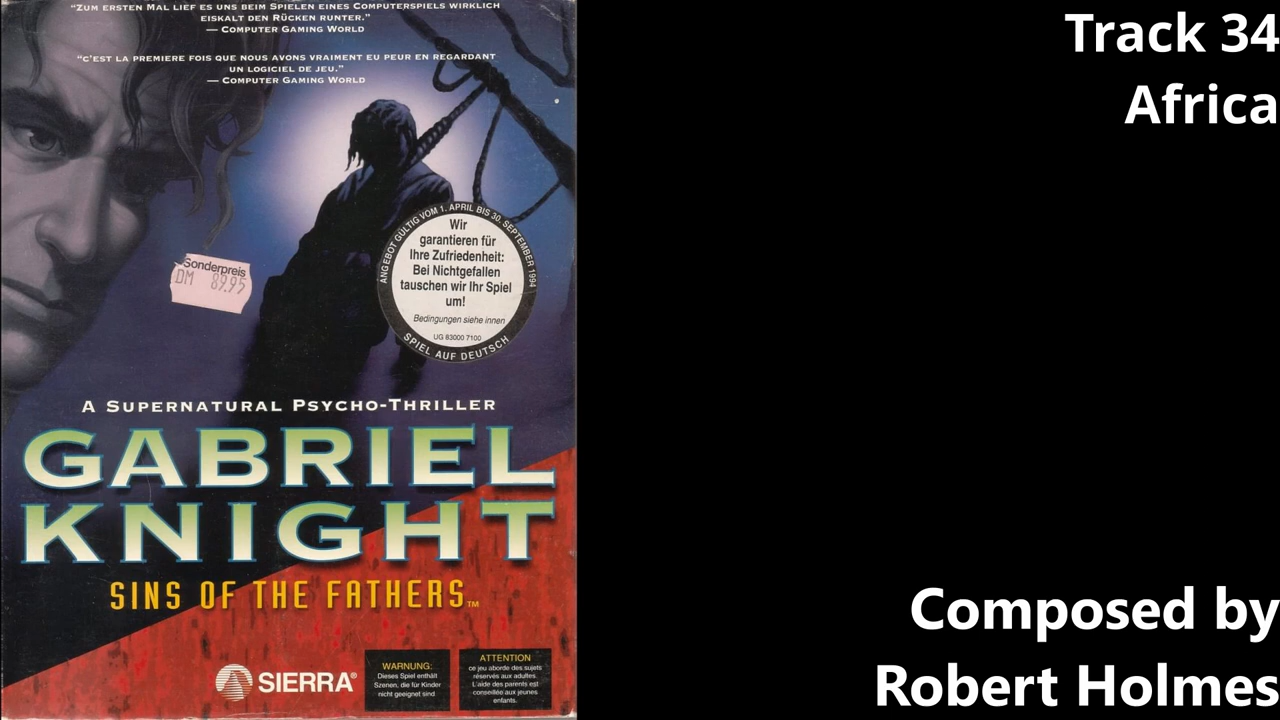 "ZUM ERSTEN MAL LIEF ES UNS BEIM SPIELEN EINES COMPUTERSPIELS WIRKLICH
EISKALT DEN RÜCKEN RUNTER."
— COMPUTER GAMING WORLD
"C'EST LA PREMIERE FOIS QUE NOUS AVONS VRAIMENT EU PEUR EN REGARDANT
UN LOGICIEL DE JEU."
— COMPUTER GAMING WORLD
Sonderpreis
DM 89.95
ANGEBOT GÜLTIG VOM 1. APRIL BIS 30. SEPTEMBER 1994
Wir
garantieren für
Ihre Zufriedenheit:
Bei Nichtgefallen
tauschen wir Ihr Spiel
um!
Bedingungen siehe innen
UG 83000 7100
SPIEL AUF DEUTSCH
A SUPERNATURAL PSYCHO-THRILLER
GABRIEL
KNIGHT
SINS OF THE FATHERS™
SIERRA®
WARNUNG:
Dieses Spiel enthält
Szenen, die für Kinder
nicht geeignet sind
ATTENTION
ce jeu aborde des sujets
réservés aux adultes.
L'aide des parents est
conseillée aux jeunes
enfants.
Track 34
Africa
Composed by
Robert Holmes